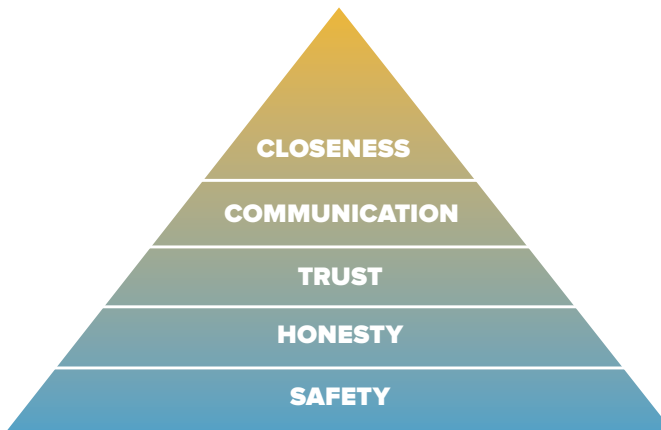 CLOSENESS
COMMUNICATION
TRUST
HONESTY
SAFETY